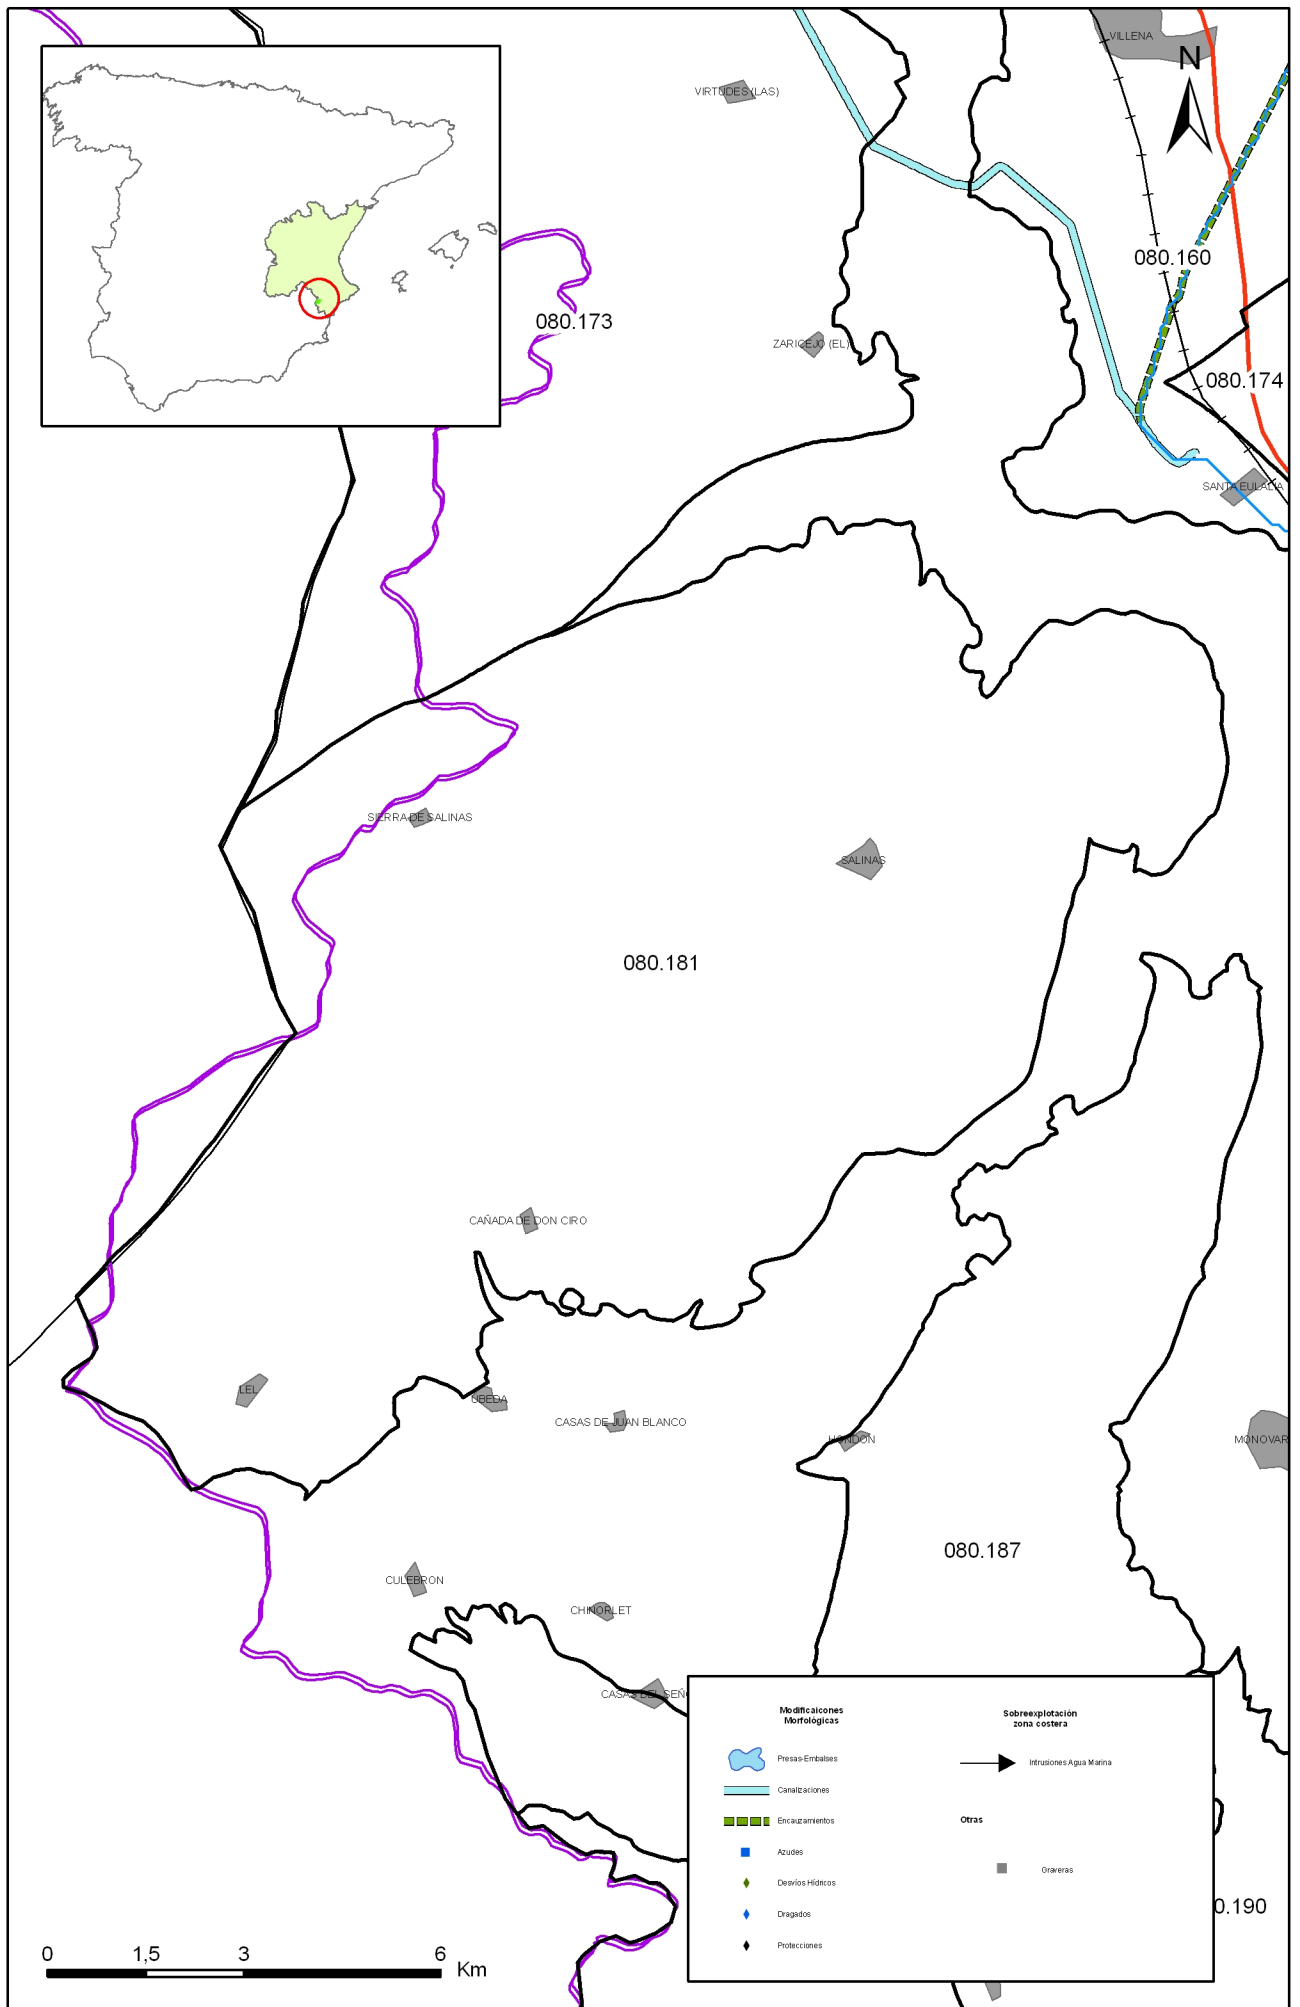 VILLENA
N
VIRTUDES (LAS)
080.160
080.173
ZARICEJO (EL)
080.174
SANTA EULALIA
SIERRA DE SALINAS
SALINAS
080.181
CAÑADA DE DON CIRO
LEL
UBEDA
CASAS DE JUAN BLANCO
HONDON
MONOVAR
080.187
CULEBRON
CHINORLET
CASAS DEL SEÑ
Modificaicones
Morfológicas
Presas-Embalses
Canalizaciones
Encauzamientos
Azudes
Desvíos Hídricos
Dragados
Protecciones
Sobreexplotación
zona costera
Intrusiones Agua Marina
Otras
Graveras
0.190
0 1,5 3 6 Km